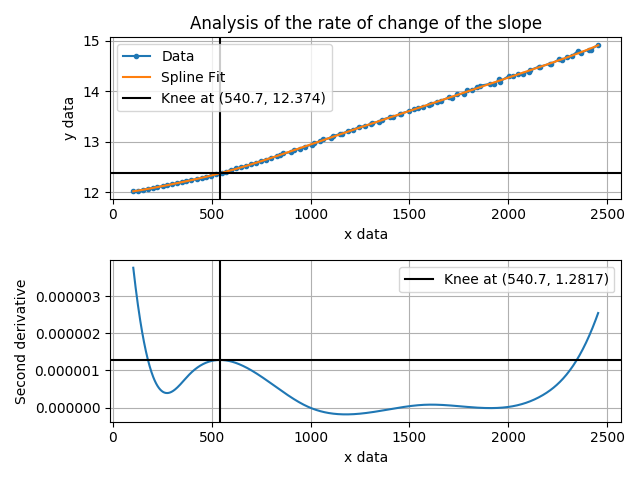 Analysis of the rate of change of the slope
15
14
13
12
y data
Data
Spline Fit
Knee at (540.7, 12.374)
0 500 1000 1500 2000 2500
x data
0.000003
0.000002
0.000001
0.000000
Second derivative
Knee at (540.7, 1.2817)
0 500 1000 1500 2000 2500
x data